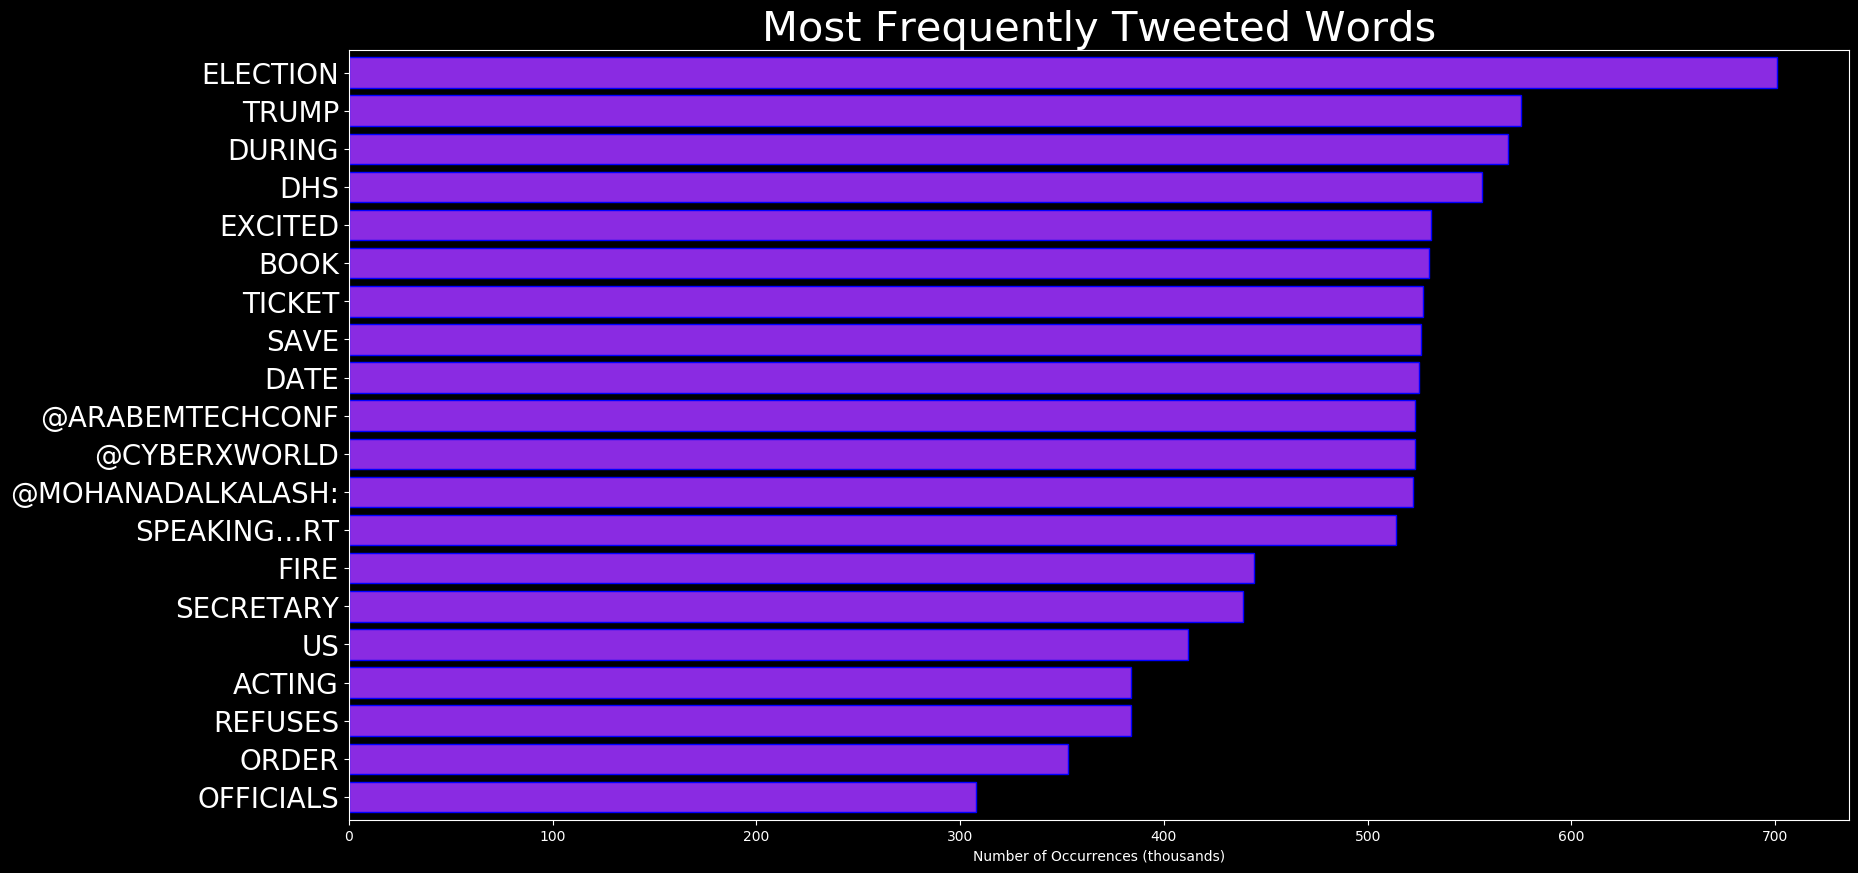 Most Frequently Tweeted Words
ELECTION
TRUMP
DURING
DHS
EXCITED
BOOK
TICKET
SAVE
DATE
@ARABEMTECHCONF
@CYBERXWORLD
@MOHANADALKALASH:
SPEAKING...RT
FIRE
SECRETARY
US
ACTING
REFUSES
ORDER
OFFICIALS
0 100 200 300 400 500 600 700
Number of Occurrences (thousands)